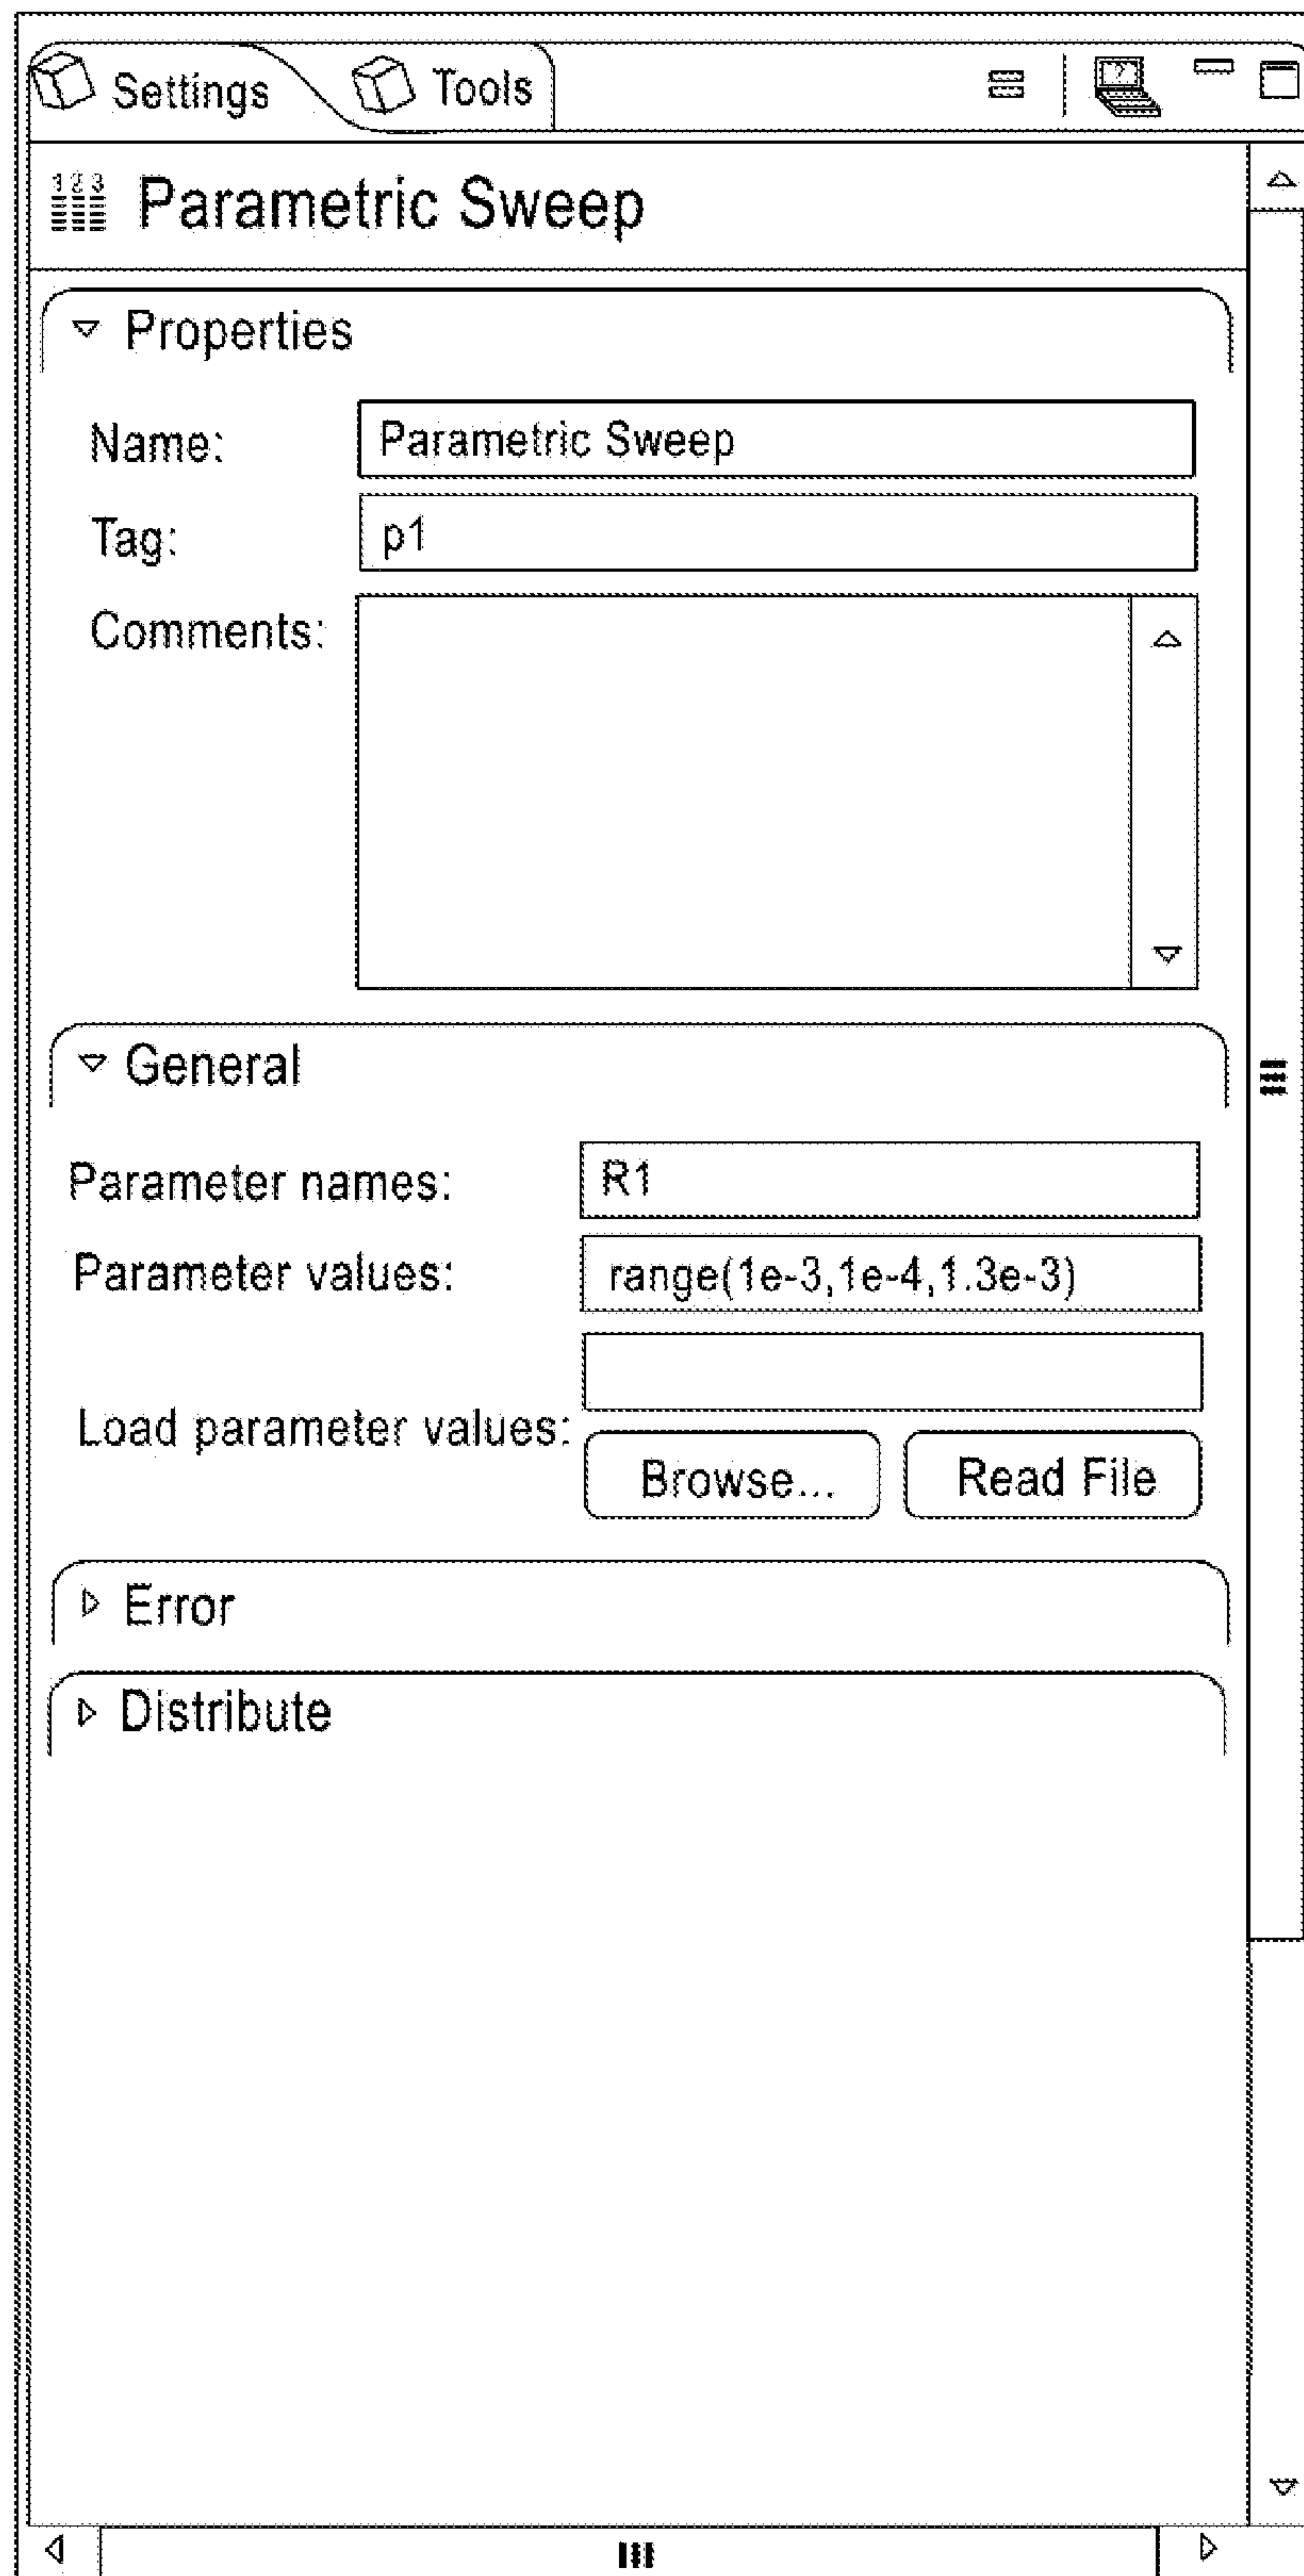 Settings Tools
123 Parametric Sweep
Properties
Name: Parametric Sweep
Tag: p1
Comments:
General
Parameter names: R1
Parameter values: range(1e-3,1e-4,1.3e-3)
Load parameter values:
Browse... Read File
Error
Distribute